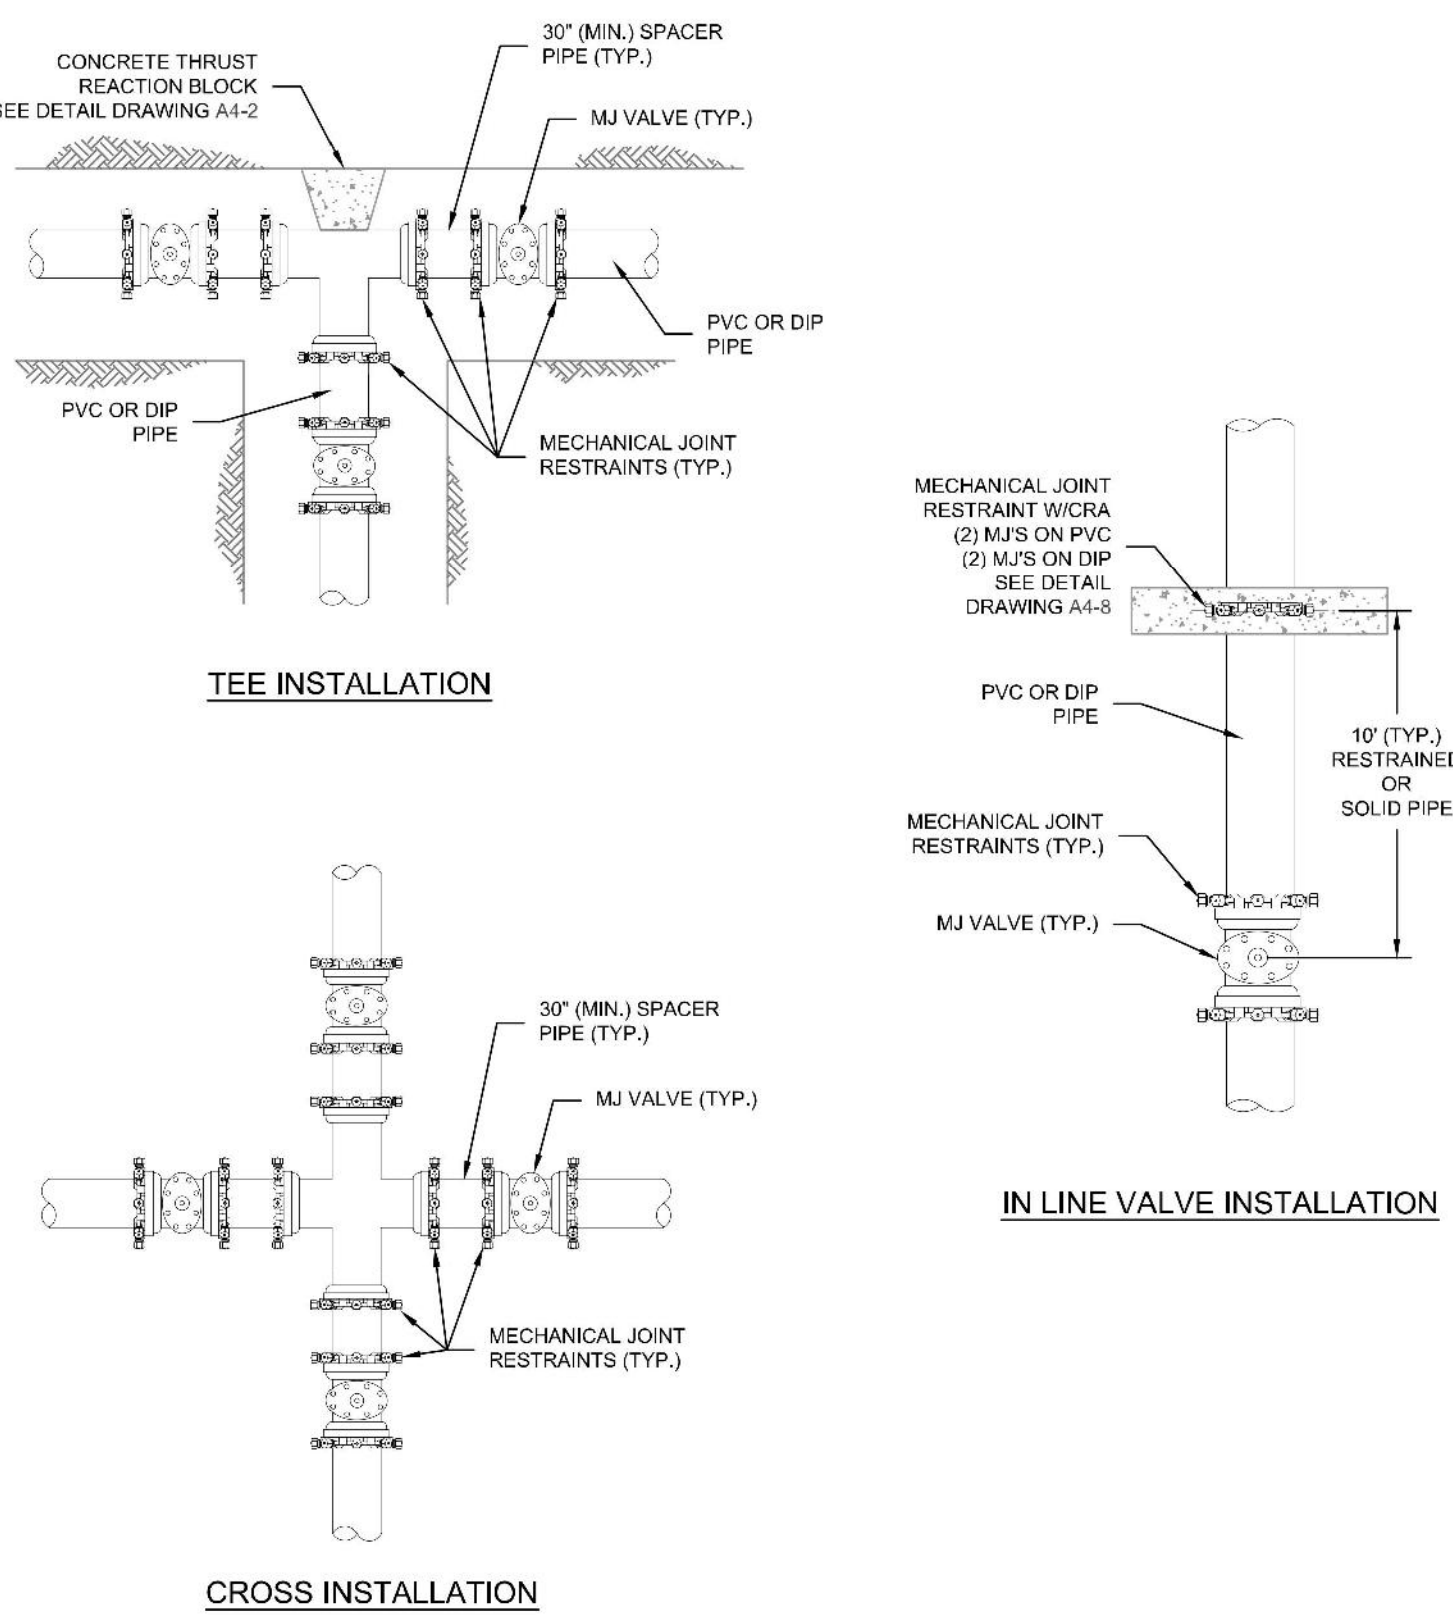 CONCRETE THRUST
REACTION BLOCK
SEE DETAIL DRAWING A4-2
30" (MIN.) SPACER
PIPE (TYP.)
MJ VALVE (TYP.)
PVC OR DIP
PIPE
PVC OR DIP
PIPE
MECHANICAL JOINT
RESTRAINTS (TYP.)
TEE INSTALLATION
MECHANICAL JOINT
RESTRAINT W/CRA
(2) MJ'S ON PVC
(2) MJ'S ON DIP
SEE DETAIL
DRAWING A4-8
PVC OR DIP
PIPE
10' (TYP.)
RESTRAINED
OR
SOLID PIPE
MECHANICAL JOINT
RESTRAINTS (TYP.)
MJ VALVE (TYP.)
IN LINE VALVE INSTALLATION
30" (MIN.) SPACER
PIPE (TYP.)
MJ VALVE (TYP.)
MECHANICAL JOINT
RESTRAINTS (TYP.)
CROSS INSTALLATION